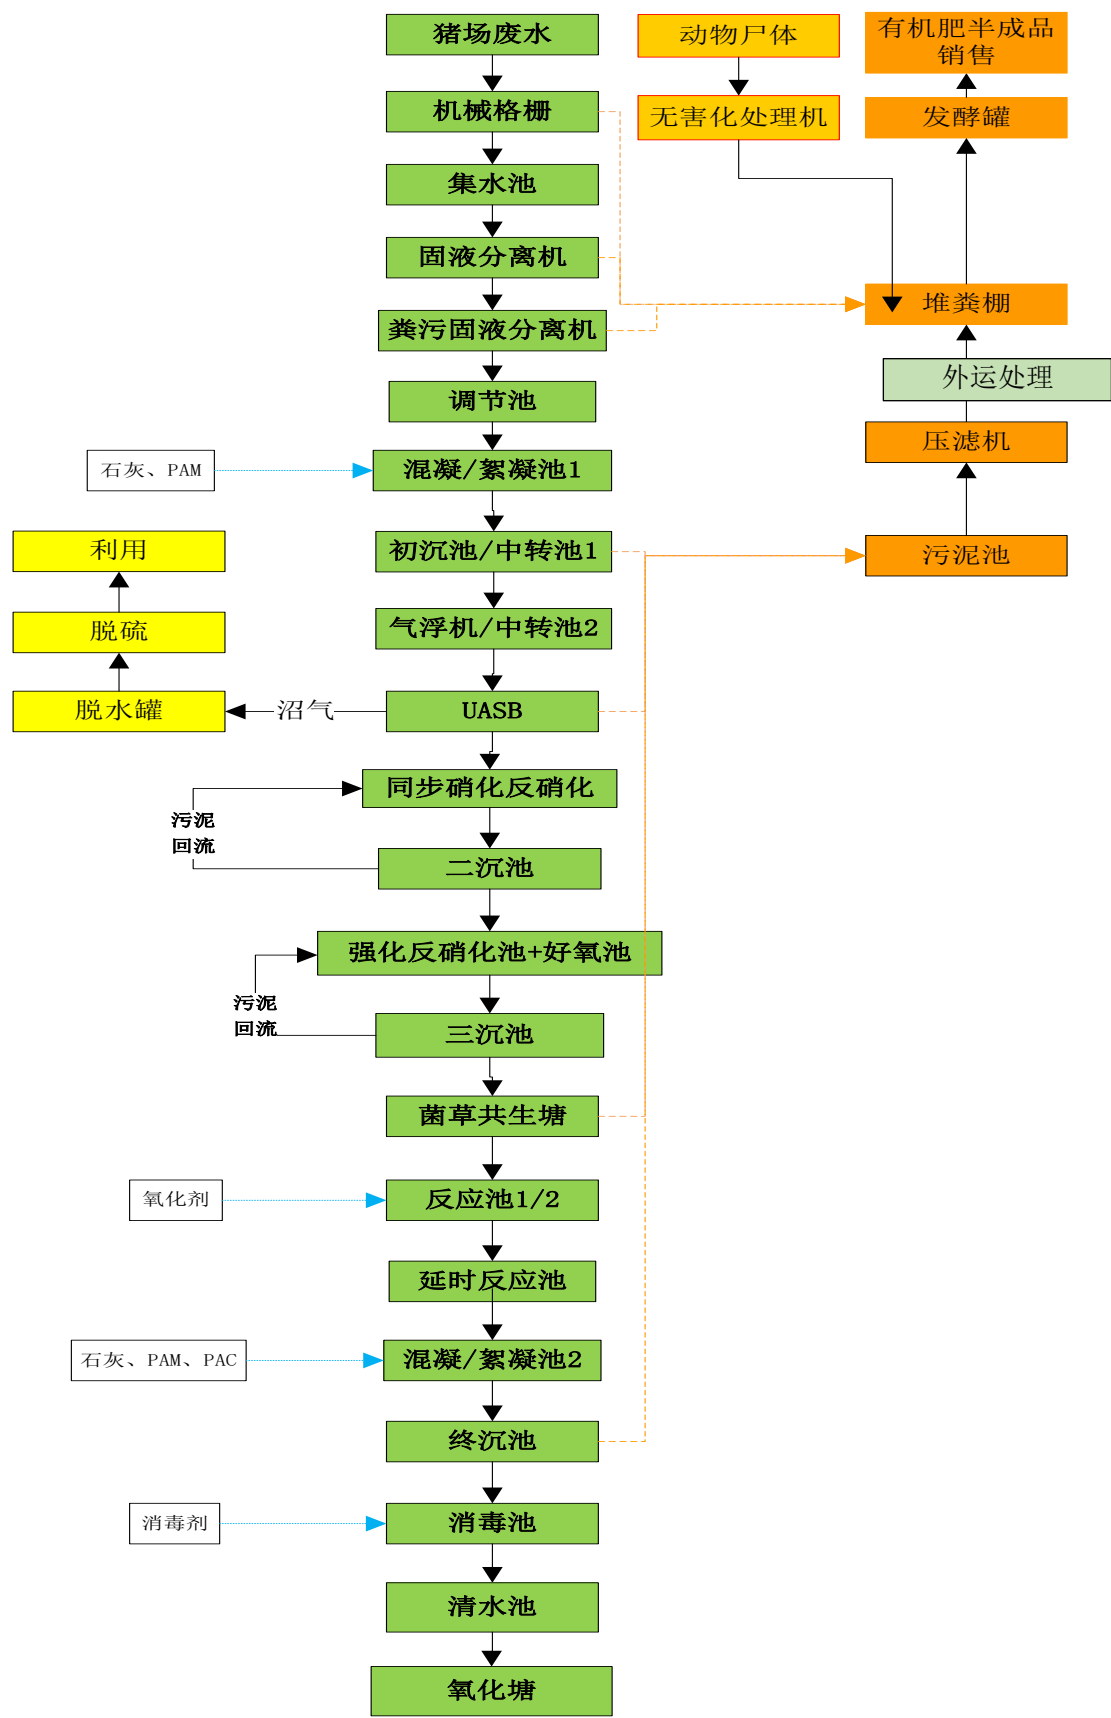 猪场废水
动物尸体
有机肥半成品
销售
机械格栅
无害化处理机
发酵罐
集水池
固液分离机
堆粪棚
粪污固液分离机
外运处理
调节池
压滤机
石灰、PAM
混凝/絮凝池1
利用
初沉池/中转池1
污泥池
脱硫
气浮机/中转池2
脱水罐
沼气
UASB
同步硝化反硝化
污泥
回流
二沉池
强化反硝化池+好氧池
污泥
回流
三沉池
菌草共生塘
氧化剂
反应池1/2
延时反应池
石灰、PAM、PAC
混凝/絮凝池2
终沉池
消毒剂
消毒池
清水池
氧化塘